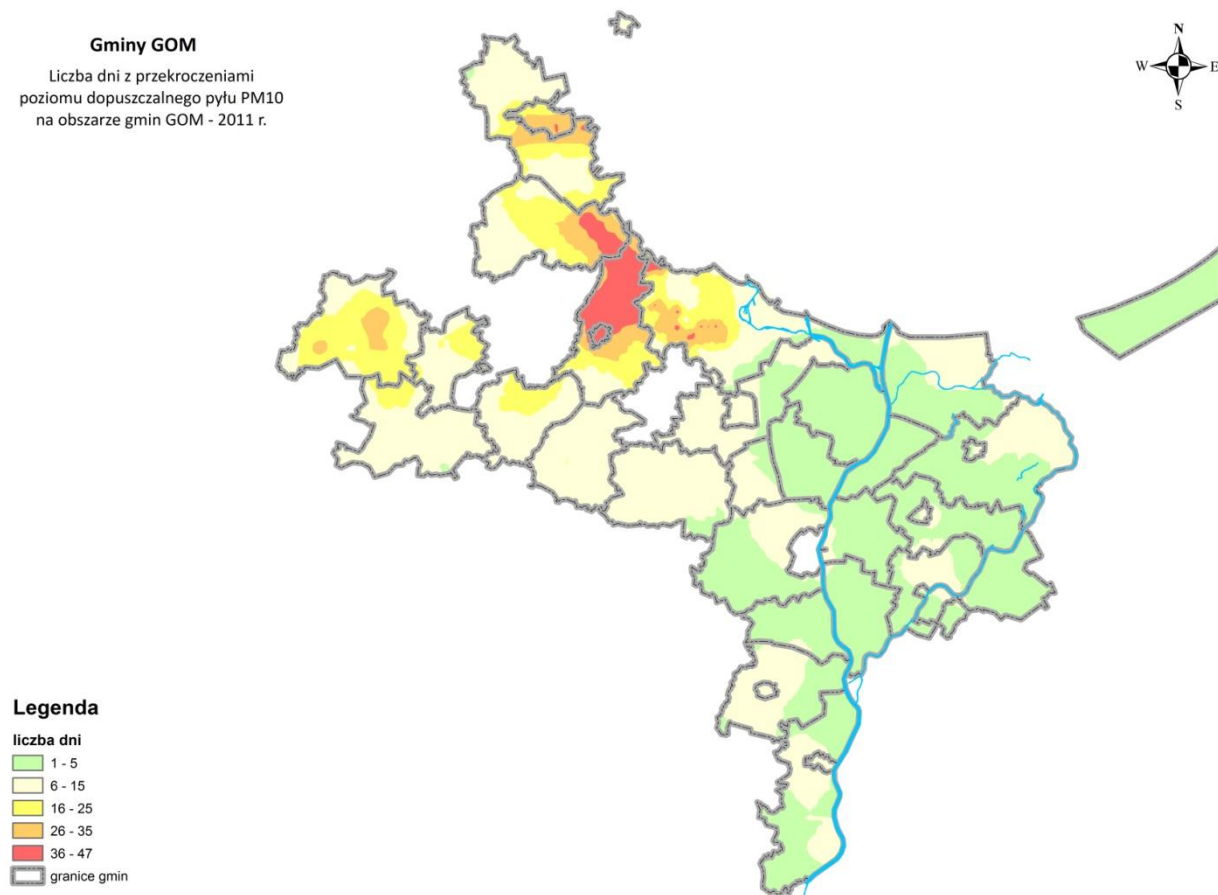 Gminy GOM
Liczba dni z przekroczeniami
poziomu dopuszczalnego pyłu PM10
na obszarze gmin GOM - 2011 r.
N
W
E
S
Legenda
liczba dni
1 - 5
6 - 15
16 - 25
26 - 35
36 - 47
granice gmin